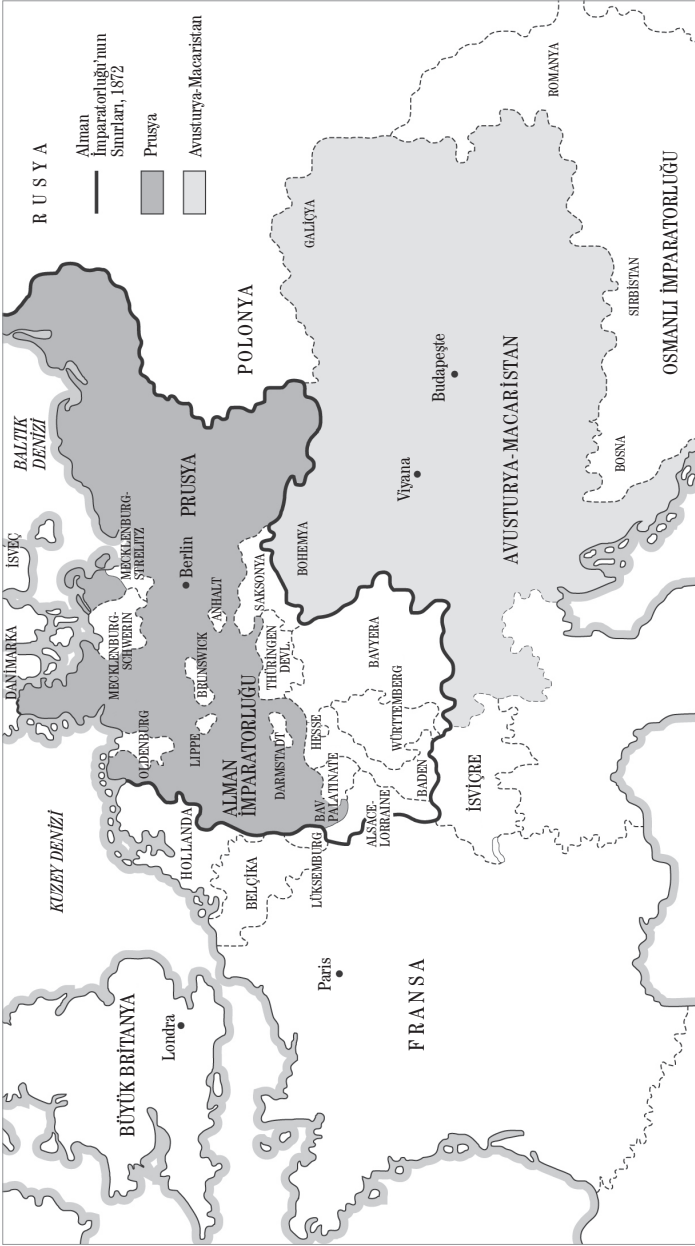 RUSYA
Alman
İmparatorluğu'nun
Sınırları, 1872
Prusya
Avusturya-Macaristan
BALTIK
DENİZİ
İSVEÇ
DANİMARKA
KUZEY DENİZİ
BÜYÜK BRİTANYA
Londra
HOLLANDA
BELÇİKA
LÜKSEMBURG
Paris
FRANSA
OLDENBURG
MECKLENBURG-
SCHWERIN
MECKLENBURG-
SRELITZ
Berlin
PRUSYA
POLONYA
LIPPE
BRUNSWICK
ANHALT
ALMAN
İMPARATORLUĞU
SAKSONYA
THÜRINGEN
DEVL.
DARMSTADT
HESSE
BAV.
PALATINATE
ALSACE-
LORRAINE
BADEN
WÜRTTEMBERG
BAVYERA
İSVİÇRE
BOHEMYA
GALİÇYA
Viyana
Budapeşte
AVUSTURYA-MACARİSTAN
ROMANYA
BOSNA
SIRBİSTAN
OSMANLI İMPARATORLUĞU